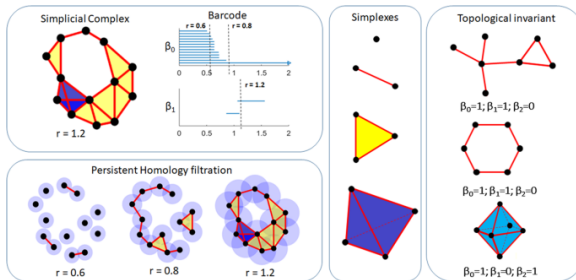 Simplicial Complex
r = 1.2
Barcode
r = 0.6
r = 0.8
β0
0 0.5 1 1.5 2
r = 1.2
β1
0 0.5 1 1.5 2
Persistent Homology filtration
r = 0.6
r = 0.8
r = 1.2
Simplexes
Topological invariant
β0=1; β1=1; β2=0
β0=1; β1=1; β2=0
β0=1; β1=0; β2=1